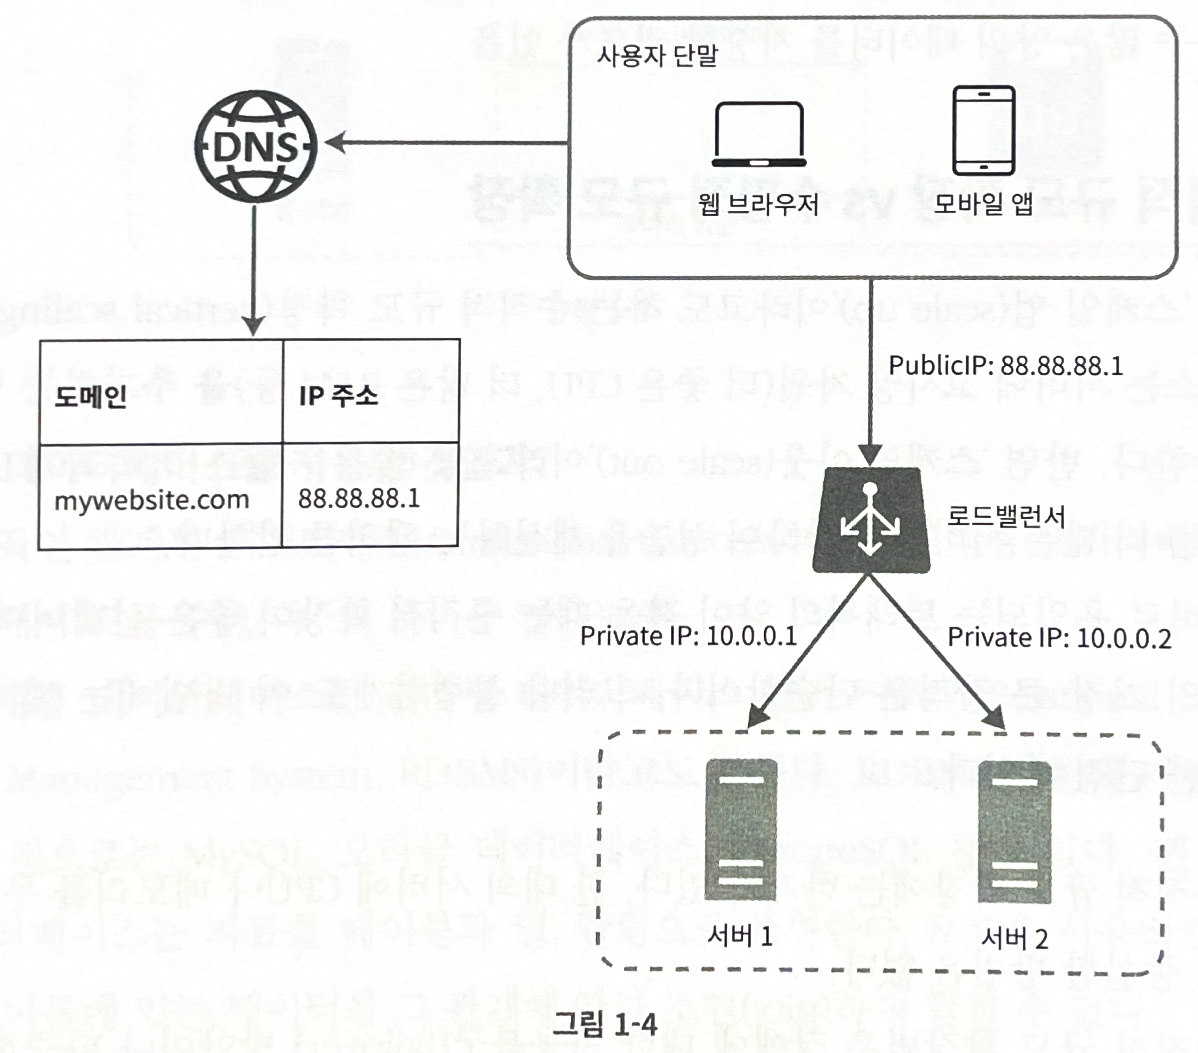 사용자 단말
DNS
웹 브라우저
모바일 앱
도메인
IP 주소
mywebsite.com
88.88.88.1
PublicIP: 88.88.88.1
로드밸런서
Private IP: 10.0.0.1
Private IP: 10.0.0.2
서버 1
서버 2
그림 1-4